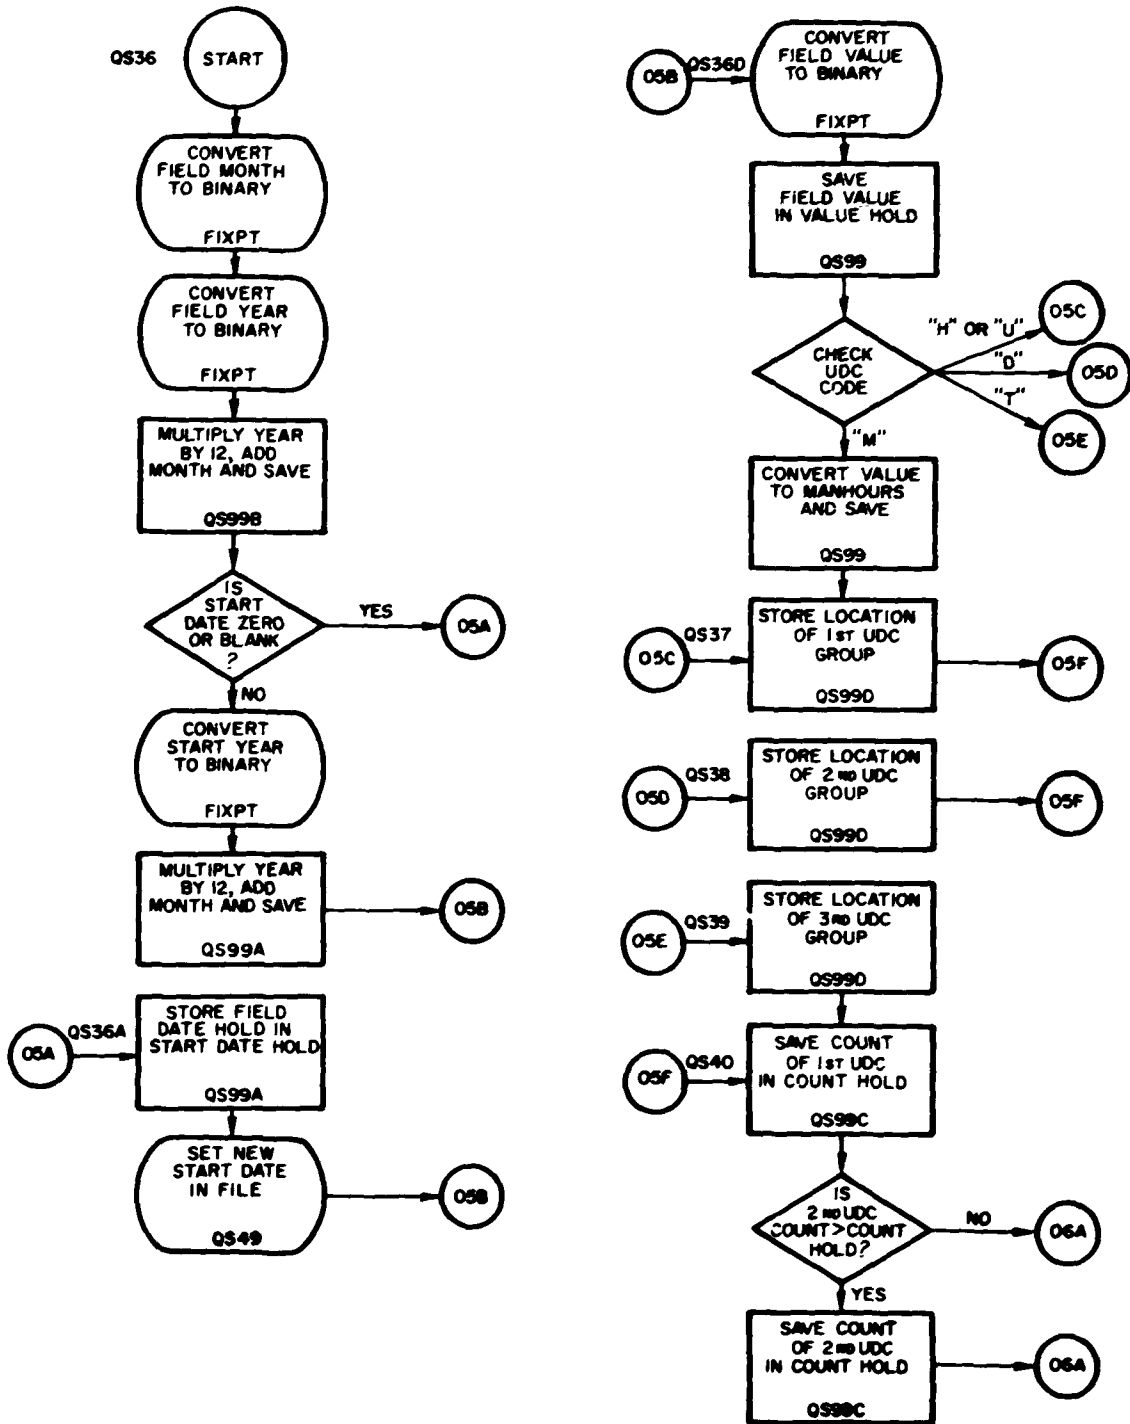 QS36
START
CONVERT
FIELD MONTH
TO BINARY
FIXPT
CONVERT
FIELD YEAR
TO BINARY
FIXPT
MULTIPLY YEAR
BY 12, ADD
MONTH AND SAVE
QS99B
IS
START
DATE ZERO
OR BLANK
?
YES
05A
NO
CONVERT
START YEAR
TO BINARY
FIXPT
MULTIPLY YEAR
BY 12, ADD
MONTH AND SAVE
QS99A
05B
05A
QS36A
STORE FIELD
DATE HOLD IN
START DATE HOLD
QS99A
SET NEW
START DATE
IN FILE
QS49
05B
05B
QS36D
CONVERT
FIELD VALUE
TO BINARY
FIXPT
SAVE
FIELD VALUE
IN VALUE HOLD
QS99
CHECK
UDC
CODE
"H" OR "U"
05C
"D"
05D
"T"
05E
"M"
CONVERT VALUE
TO MANHOURS
AND SAVE
QS99
05C
QS37
STORE LOCATION
OF 1ST UDC
GROUP
QS99D
05F
05D
QS38
STORE LOCATION
OF 2ND UDC
GROUP
QS99D
05F
05E
QS39
STORE LOCATION
OF 3RD UDC
GROUP
QS99D
05F
QS40
SAVE COUNT
OF 1ST UDC
IN COUNT HOLD
QS99C
IS
2ND UDC
COUNT>COUNT
HOLD?
NO
06A
YES
SAVE COUNT
OF 2ND UDC
IN COUNT HOLD
QS99C
06A